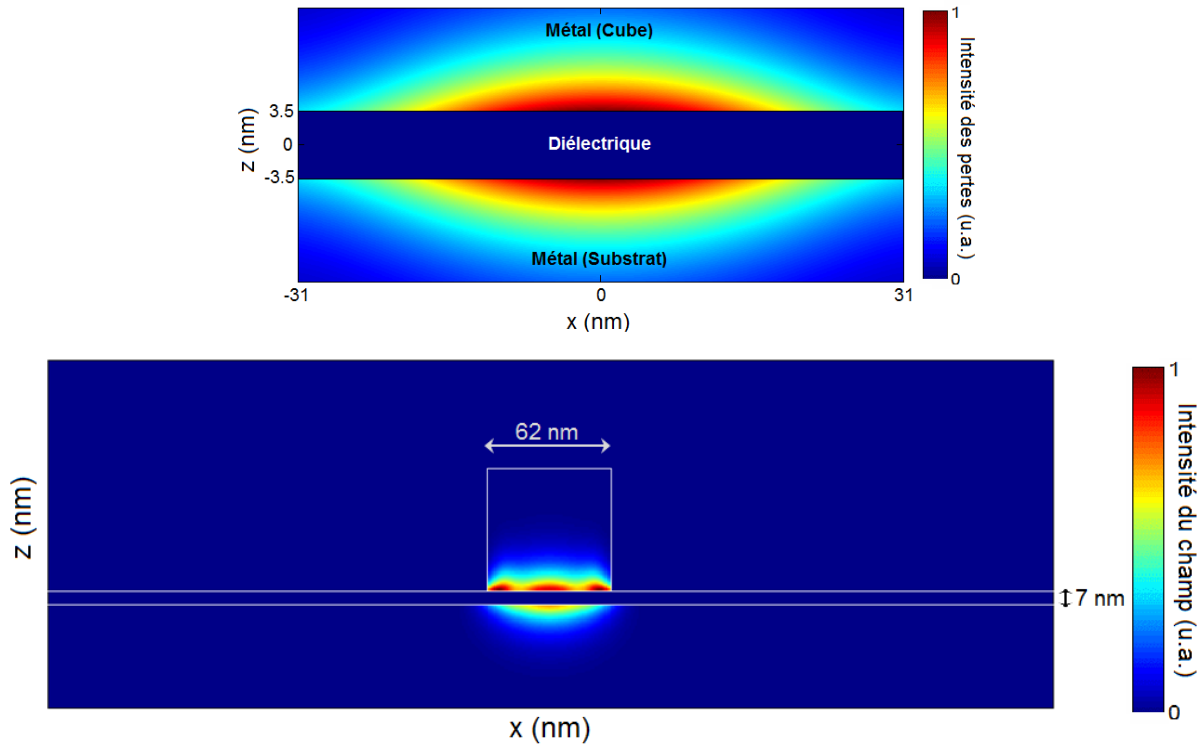 Métal (Cube)
Diélectrique
Métal (Substrat)
3.5
0
-3.5
z (nm)
-31
0
31
x (nm)
1
0
Intensité des pertes (u.a.)
62 nm
7 nm
z (nm)
x (nm)
1
0
Intensité du champ (u.a.)